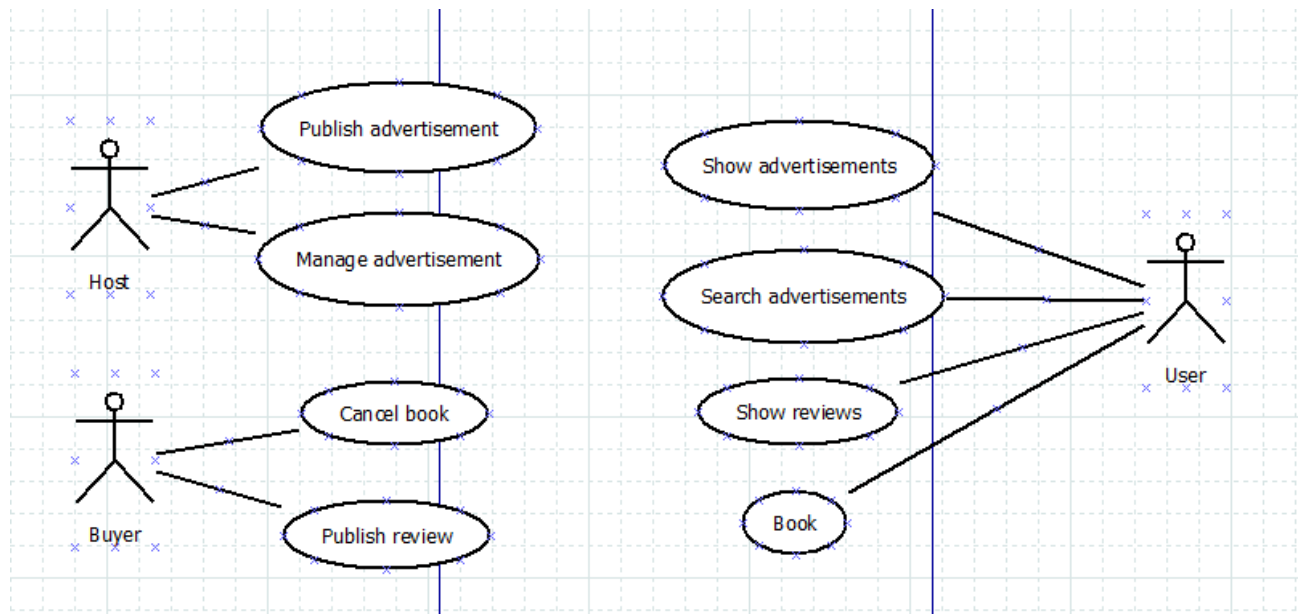 Publish advertisement
Manage advertisement
Host
Cancel book
Publish review
Buyer
Show advertisements
Search advertisements
Show reviews
Book
User